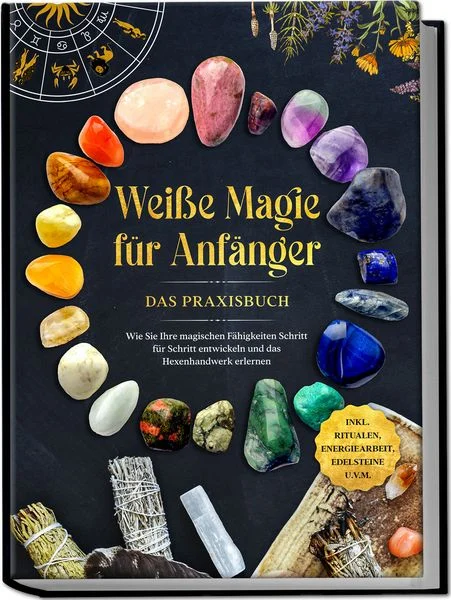 Weiße Magie
für Anfänger
DAS PRAXISBUCH
Wie Sie Ihre magischen Fähigkeiten Schritt
für Schritt entwickeln und das
Hexenhandwerk erlernen
INKL.
RITUALEN,
ENERGIEARBEIT,
EDELSTEINE
U.V.M.